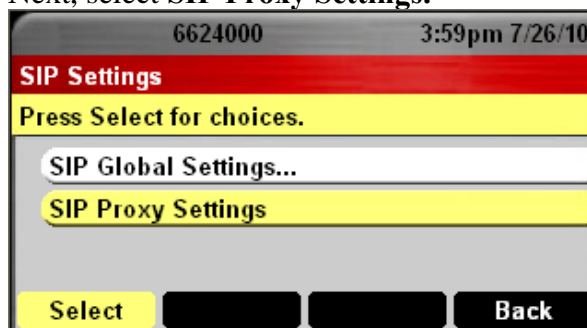 Next, select SIP Proxy Settings.
6624000 3:59pm 7/26/10
SIP Settings
Press Select for choices.
SIP Global Settings...
SIP Proxy Settings
Select Back